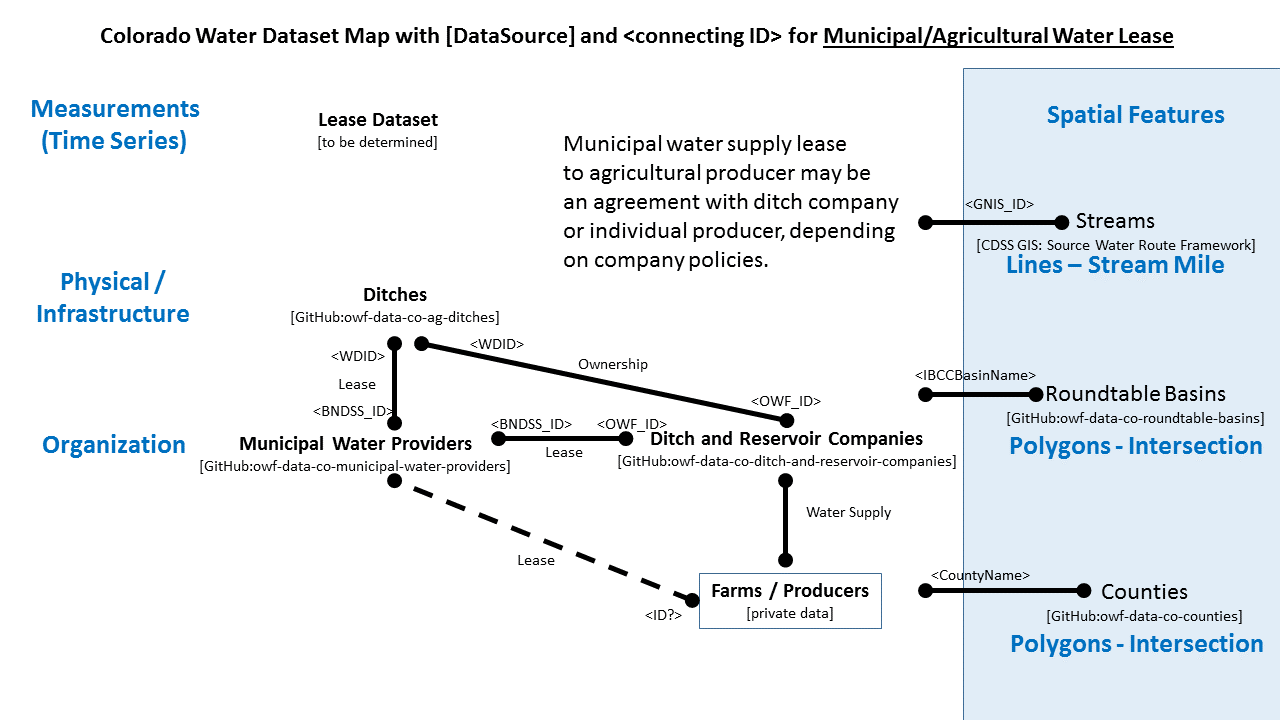 Colorado Water Dataset Map with [DataSource] and <connecting ID> for Municipal/Agricultural Water Lease
Measurements
(Time Series)
Lease Dataset
[to be determined]
Municipal water supply lease
to agricultural producer may be
an agreement with ditch company
or individual producer, depending
on company policies.
Spatial Features
<GNIS_ID>
Streams
[CDSS GIS: Source Water Route Framework]
Lines – Stream Mile
Physical /
Infrastructure
Ditches
[GitHub:owf-data-co-ag-ditches]
<WDID>
<WDID>
Ownership
Lease
<BNDSS_ID>
<OWF_ID>
<IBCCBasinName>
Roundtable Basins
[GitHub:owf-data-co-roundtable-basins]
Polygons - Intersection
Organization
Municipal Water Providers
[GitHub:owf-data-co-municipal-water-providers]
<BNDSS_ID>
<OWF_ID>
Lease
Ditch and Reservoir Companies
[GitHub:owf-data-co-ditch-and-reservoir-companies]
Water Supply
Lease
<ID?>
Farms / Producers
[private data]
<CountyName>
Counties
[GitHub:owf-data-co-counties]
Polygons - Intersection